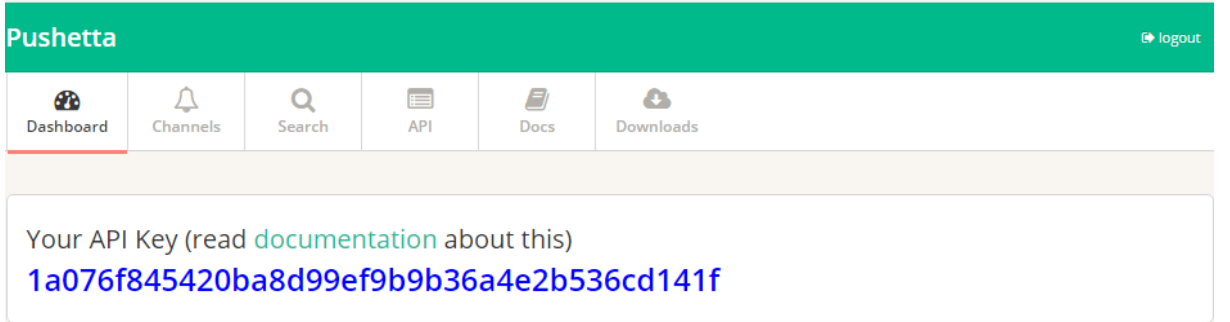 Pushetta
logout
Dashboard Channels Search API Docs Downloads
Your API Key (read documentation about this)
1a076f845420ba8d99ef9b9b36a4e2b536cd141f